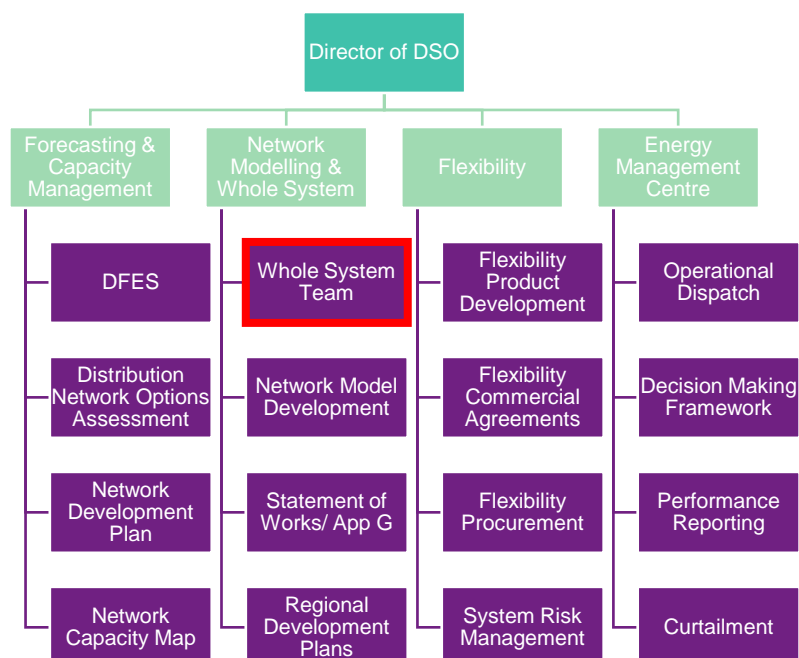 Director of DSO
Forecasting &
Capacity
Management
Network
Modelling &
Whole System
Flexibility
Energy
Management
Centre
DFES
Whole System
Team
Flexibility
Product
Development
Operational
Dispatch
Distribution
Network Options
Assessment
Network Model
Development
Flexibility
Commercial
Agreements
Decision Making
Framework
Network
Development
Plan
Statement of
Works/ App G
Flexibility
Procurement
Performance
Reporting
Network
Capacity Map
Regional
Development
Plans
System Risk
Management
Curtailment